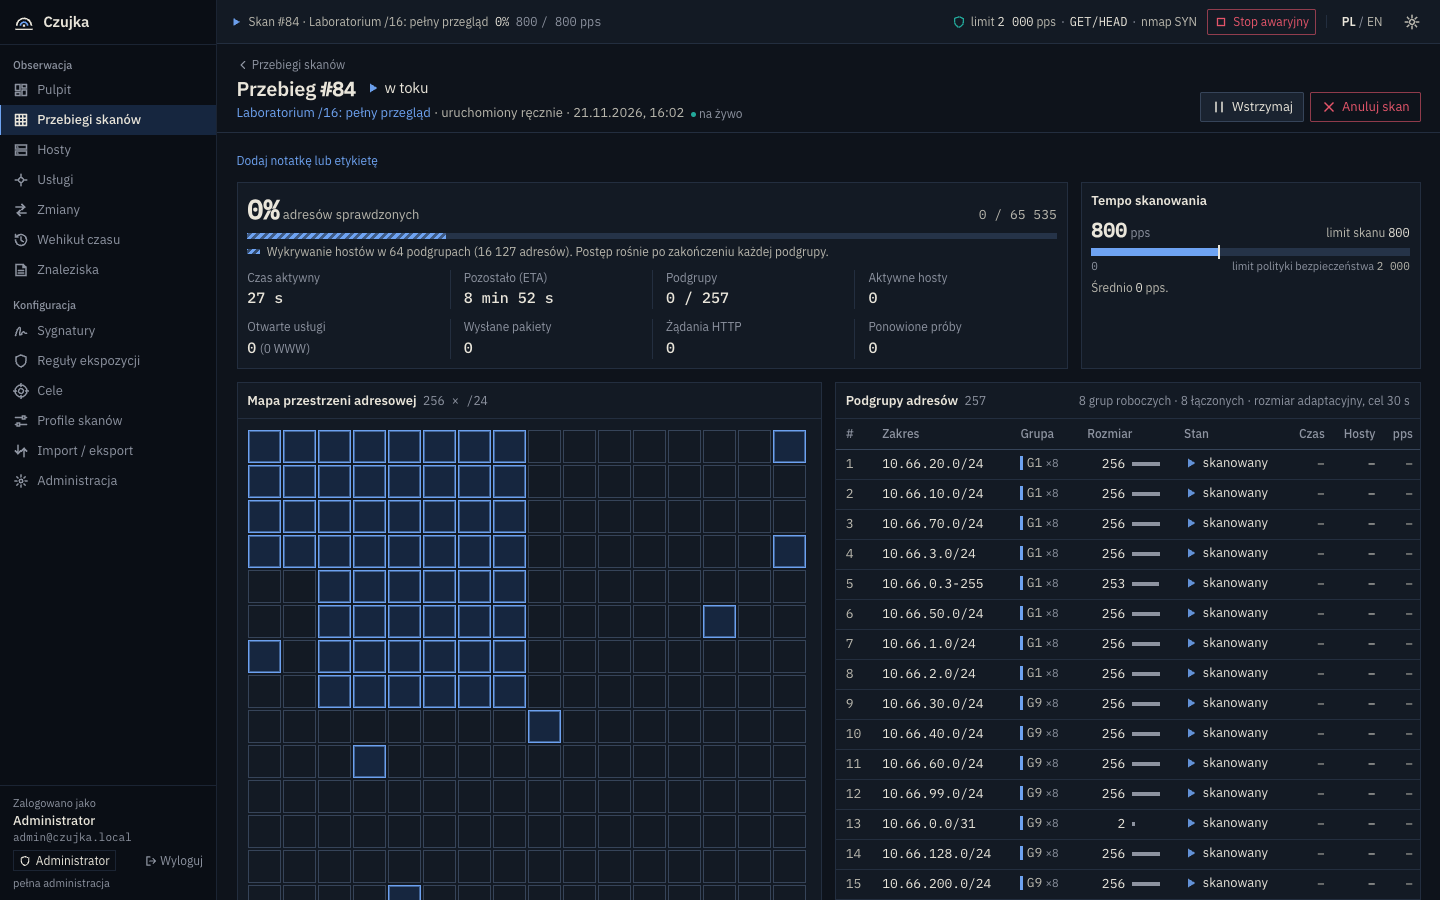 Czujka
Skan #84 · Laboratorium /16: pełny przegląd 0% 800 / 800 pps
limit 2 000 pps · GET/HEAD · nmap SYN
Stop awaryjny
PL / EN
Obserwacja
Pulpit
Przebiegi skanów
Hosty
Usługi
Zmiany
Wehikuł czasu
Znaleziska
Konfiguracja
Sygnatury
Reguły ekspozycji
Cele
Profile skanów
Import / eksport
Administracja
Zalogowano jako
Administrator
admin@czujka.local
Administrator
Wyloguj
pełna administracja
Przebiegi skanów
Przebieg #84 w toku
Laboratorium /16: pełny przegląd · uruchomiony ręcznie · 21.11.2026, 16:02 na żywo
Wstrzymaj
Anuluj skan
Dodaj notatkę lub etykietę
0% adresów sprawdzonych 0 / 65 535
Wykrywanie hostów w 64 podgrupach (16 127 adresów). Postęp rośnie po zakończeniu każdej podgrupy.
Czas aktywny Pozostało (ETA) Podgrupy Aktywne hosty
27 s 8 min 52 s 0 / 257 0
Otwarte usługi Wysłane pakiety Żądania HTTP Ponowione próby
0 (0 WWW) 0 0 0
Tempo skanowania
800 pps limit skanu 800
0 limit polityki bezpieczeństwa 2 000
Średnio 0 pps.
Mapa przestrzeni adresowej 256 × /24
Podgrupy adresów 257 8 grup roboczych · 8 łączonych · rozmiar adaptacyjny, cel 30 s
# Zakres Grupa Rozmiar Stan Czas Hosty pps
1 10.66.20.0/24 G1 ×8 256 skanowany – – –
2 10.66.10.0/24 G1 ×8 256 skanowany – – –
3 10.66.70.0/24 G1 ×8 256 skanowany – – –
4 10.66.3.0/24 G1 ×8 256 skanowany – – –
5 10.66.0.3-255 G1 ×8 253 skanowany – – –
6 10.66.50.0/24 G1 ×8 256 skanowany – – –
7 10.66.1.0/24 G1 ×8 256 skanowany – – –
8 10.66.2.0/24 G1 ×8 256 skanowany – – –
9 10.66.30.0/24 G9 ×8 256 skanowany – – –
10 10.66.40.0/24 G9 ×8 256 skanowany – – –
11 10.66.60.0/24 G9 ×8 256 skanowany – – –
12 10.66.99.0/24 G9 ×8 256 skanowany – – –
13 10.66.0.0/31 G9 ×8 2 skanowany – – –
14 10.66.128.0/24 G9 ×8 256 skanowany – – –
15 10.66.200.0/24 G9 ×8 256 skanowany – – –